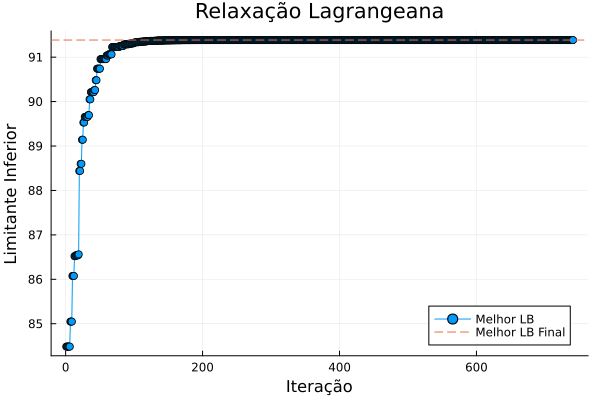 Relaxação Lagrangeana
Limitante Inferior
91
90
89
88
87
86
85
0 200 400 600
Iteração
Melhor LB
Melhor LB Final